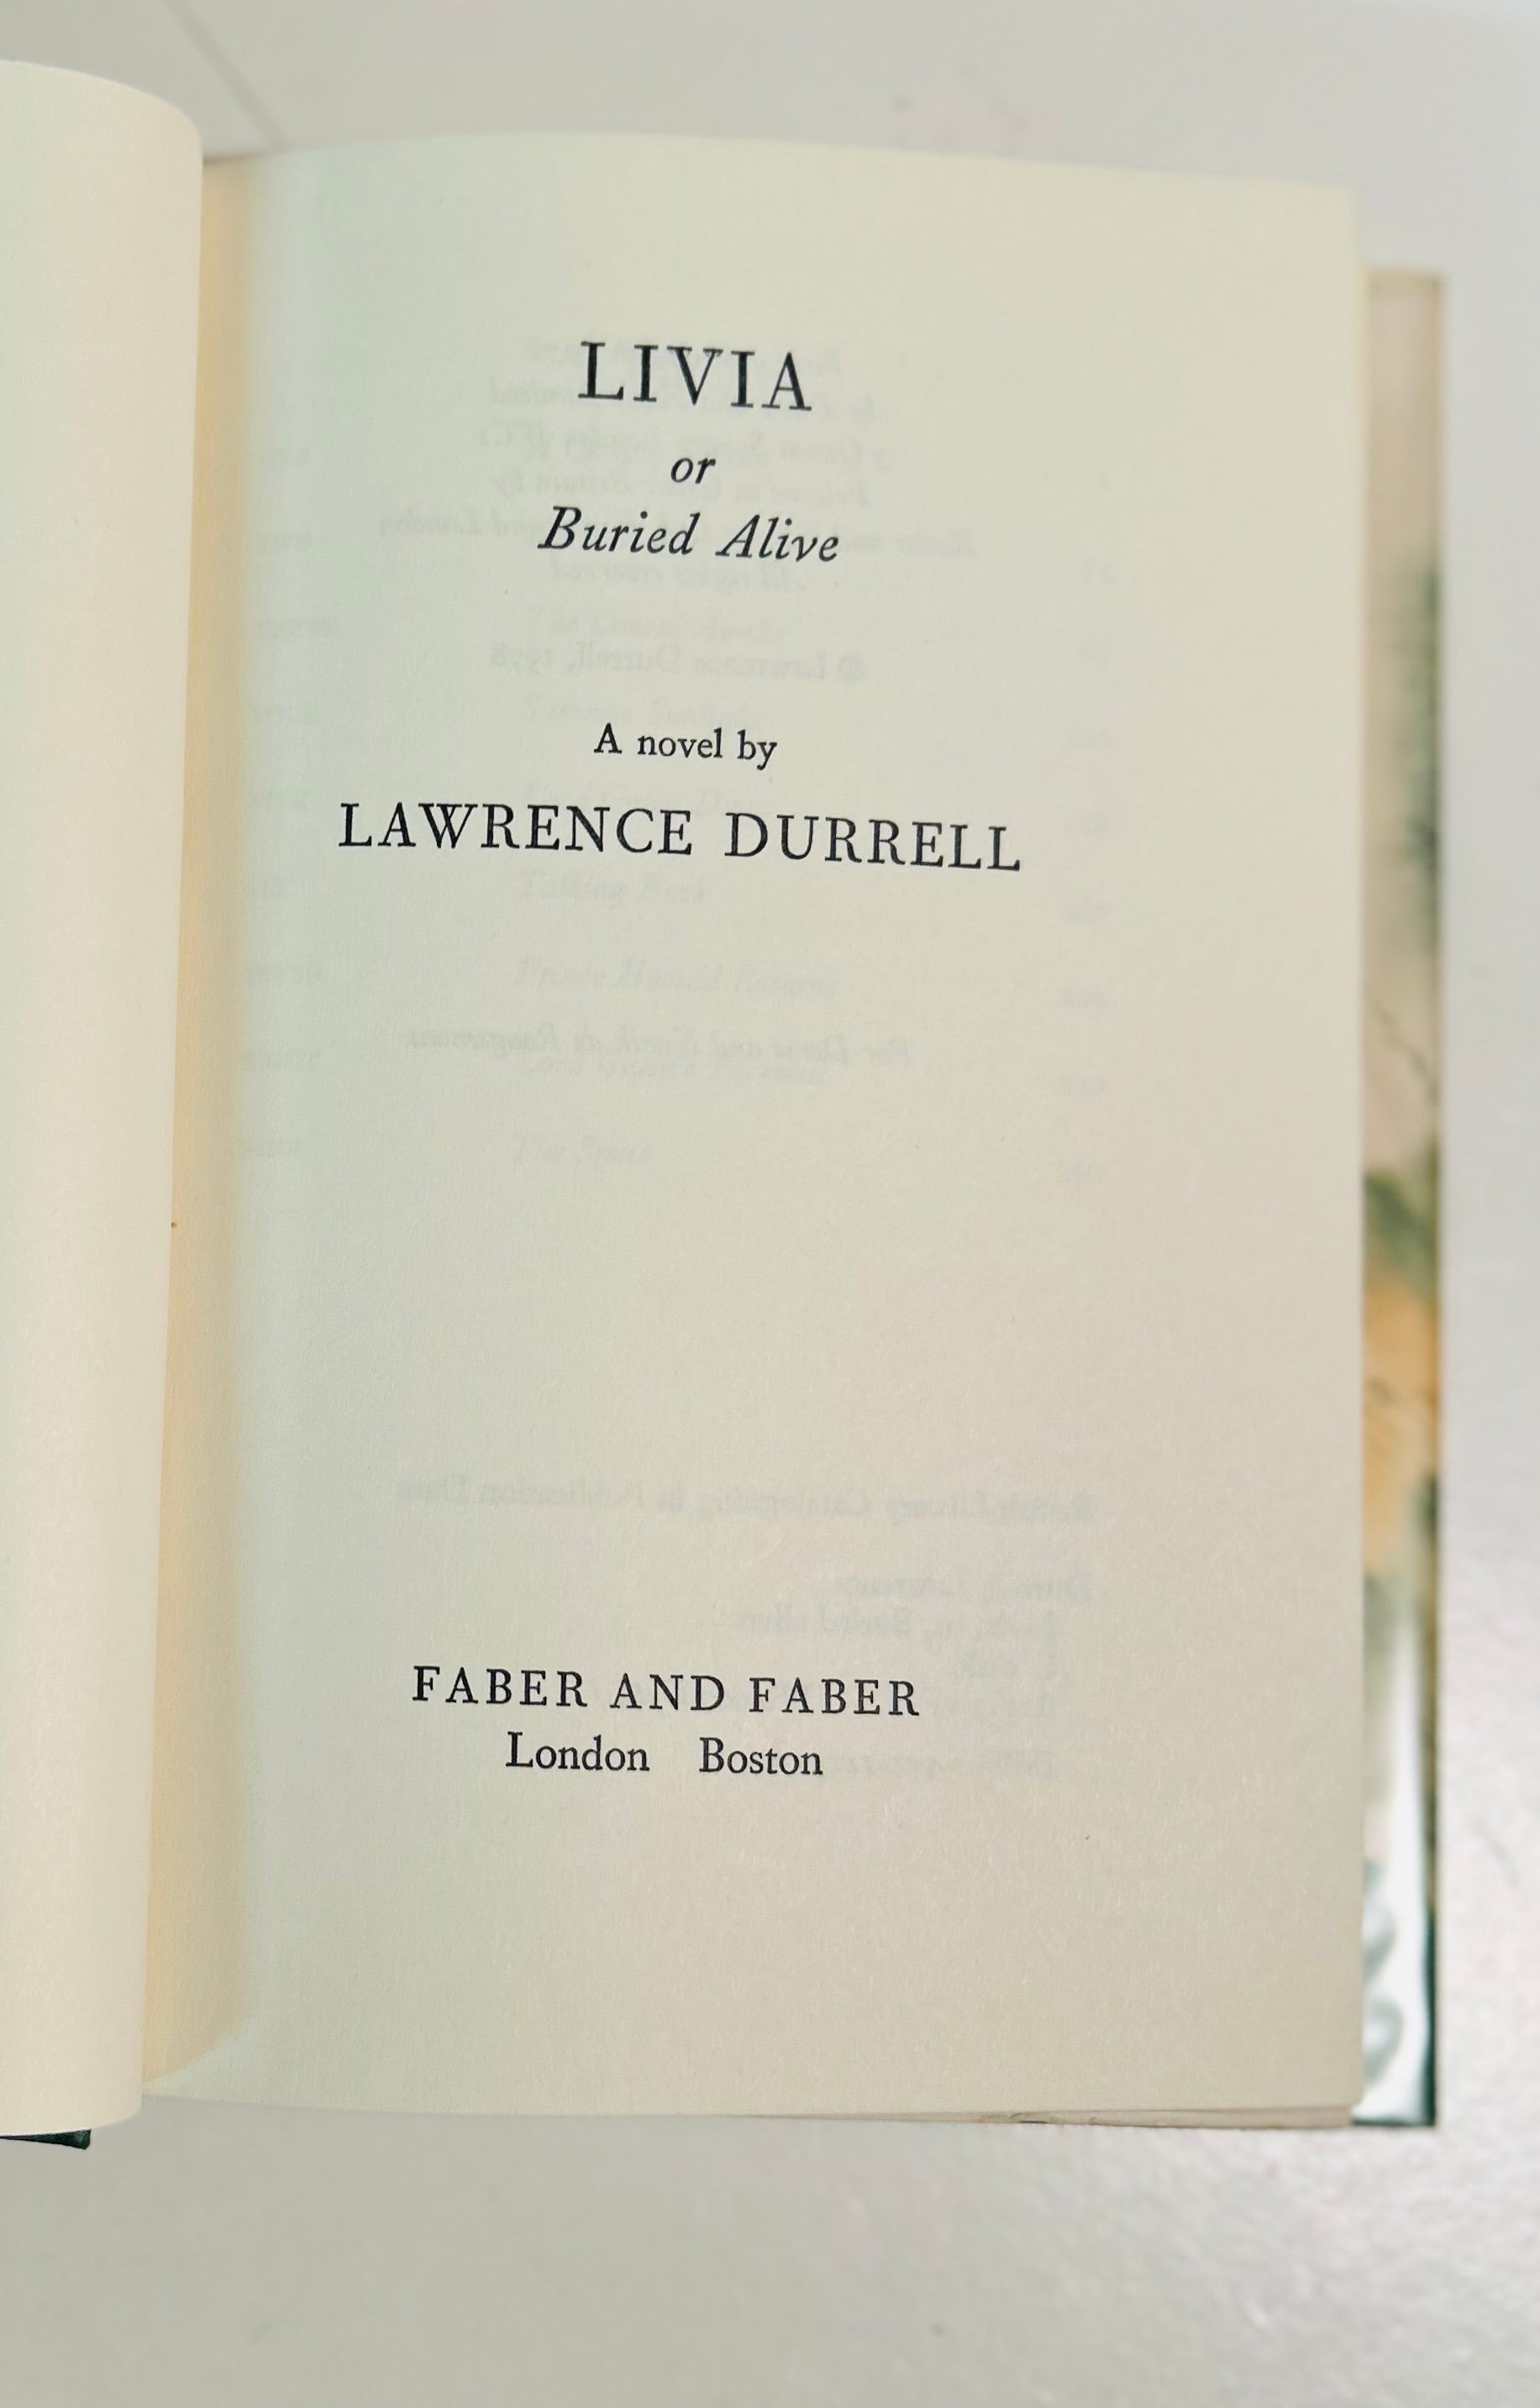 LIVIA
or
Buried Alive
A novel by
LAWRENCE DURRELL
FABER AND FABER
London Boston